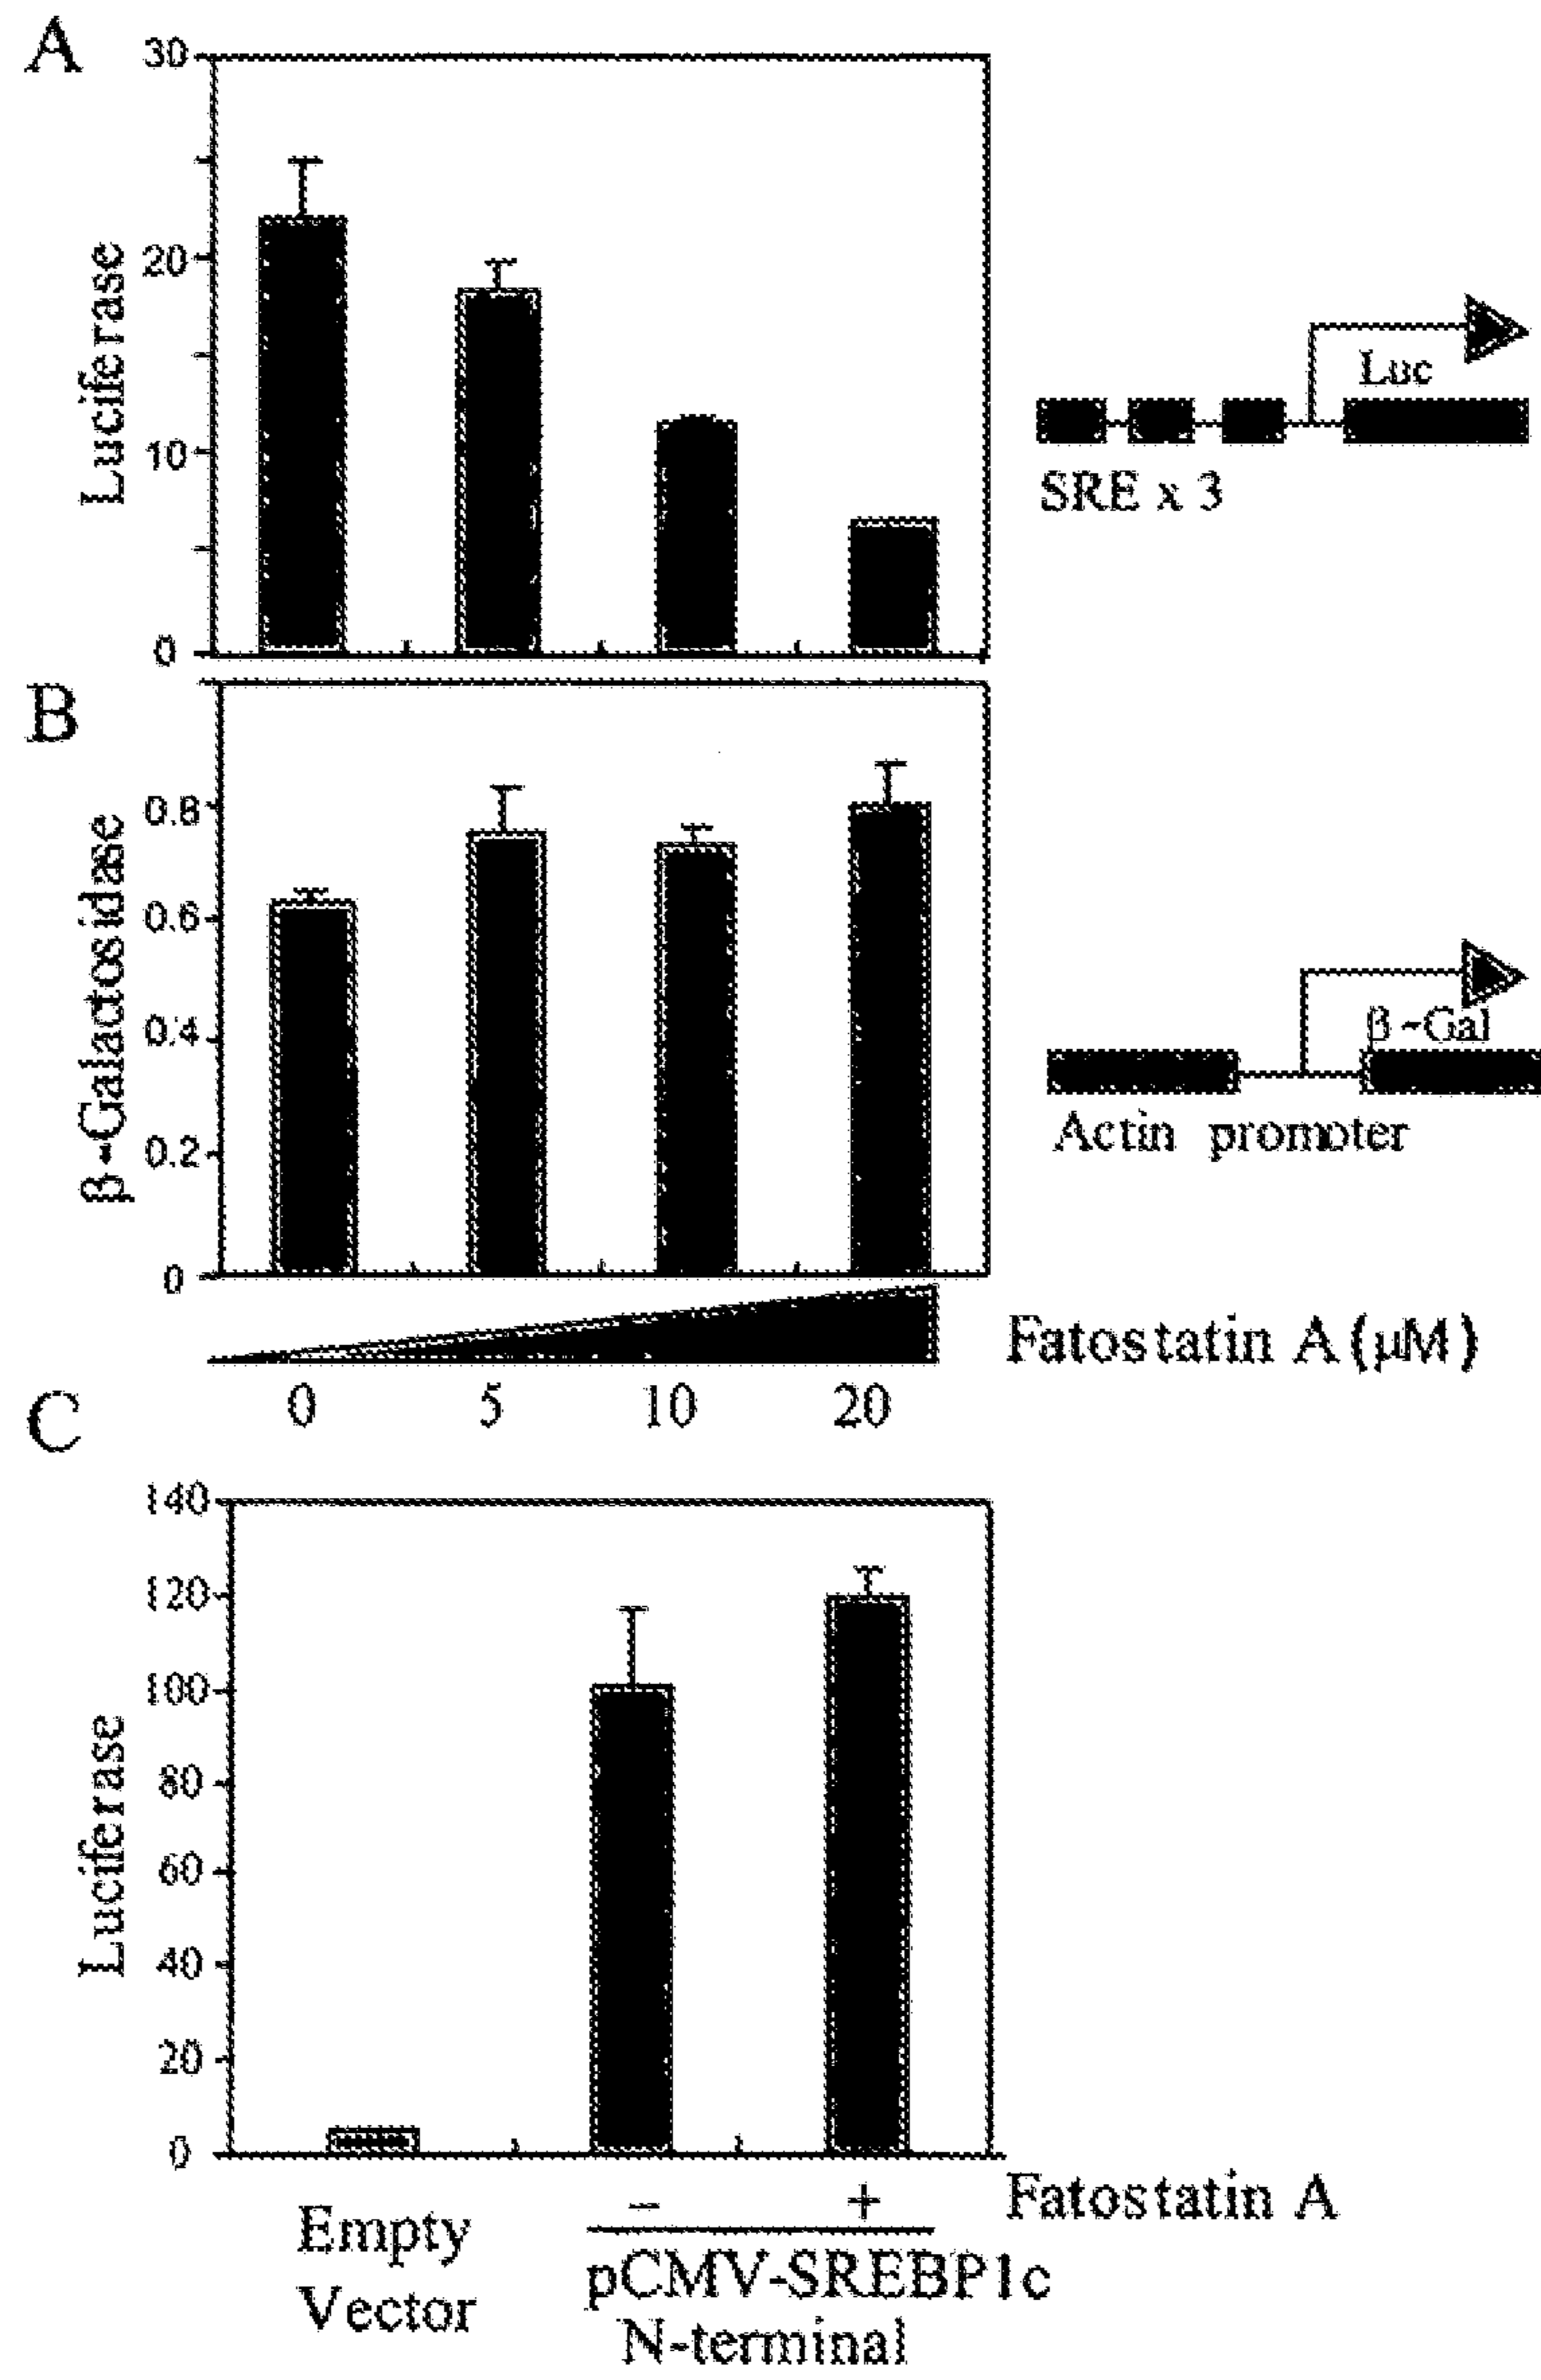 A
30
20
10
0
Luciferase
Luc
SRE x 3
B
0.8
0.6
0.4
0.2
0
β-Galactosidase
β-Gal
Actin promoter
Fatostatin A (μM)
0 5 10 20
C
140
120
100
80
60
40
20
0
Luciferase
Empty
Vector
- + Fatostatin A
pCMV-SREBP1c
N-terminal